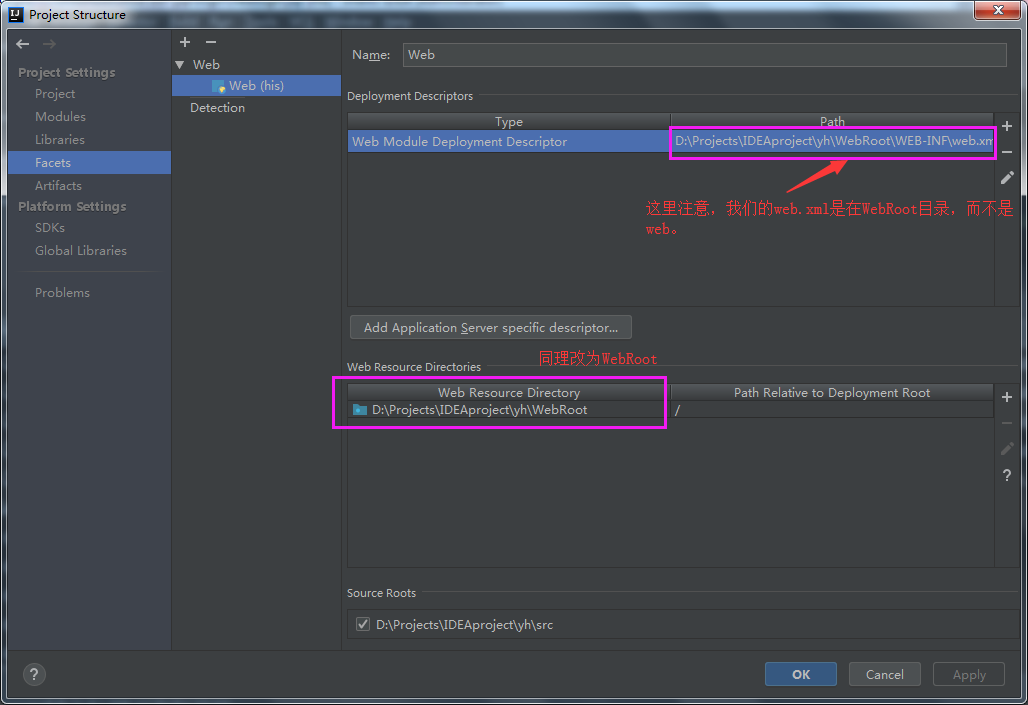 Project Structure
Project Settings
Project
Modules
Libraries
Facets
Artifacts
Platform Settings
SDKs
Global Libraries
Problems
Web
Web (his)
Detection
Name: Web
Deployment Descriptors
Type Path
Web Module Deployment Descriptor D:\Projects\IDEAproject\yh\WebRoot\WEB-INF\web.xm
这里注意，我们的web.xml是在WebRoot目录，而不是
web。
Add Application Server specific descriptor...
同理改为WebRoot
Web Resource Directories
Web Resource Directory Path Relative to Deployment Root
D:\Projects\IDEAproject\yh\WebRoot /
Source Roots
D:\Projects\IDEAproject\yh\src
? OK Cancel Apply